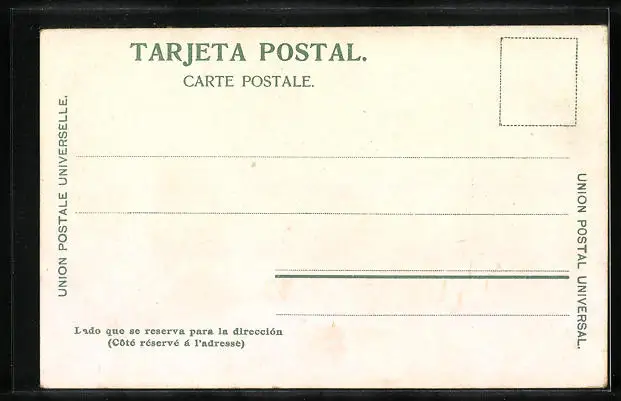 TARJETA POSTAL.
CARTE POSTALE.
UNION POSTALE UNIVERSELLE.
UNION POSTAL UNIVERSAL.
Lado que se reserva para la dirección
(Côté réservé á l'adresse)